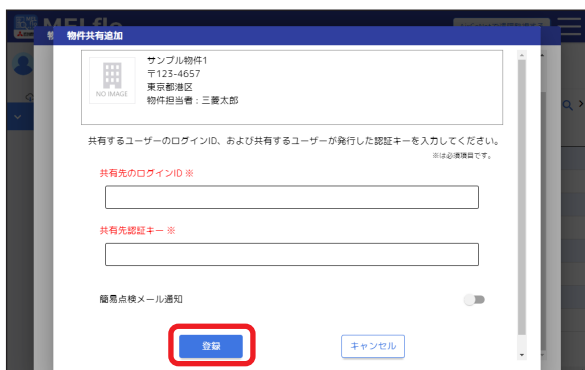 MELflo
物件共有追加
NO IMAGE
サンプル物件1
〒123-4657
東京都港区
物件担当者：三菱太郎
共有するユーザーのログインID、および共有するユーザーが発行した認証キーを入力してください。
※は必須項目です。
共有先のログインID ※
共有先認証キー ※
簡易点検メール通知
登録
キャンセル